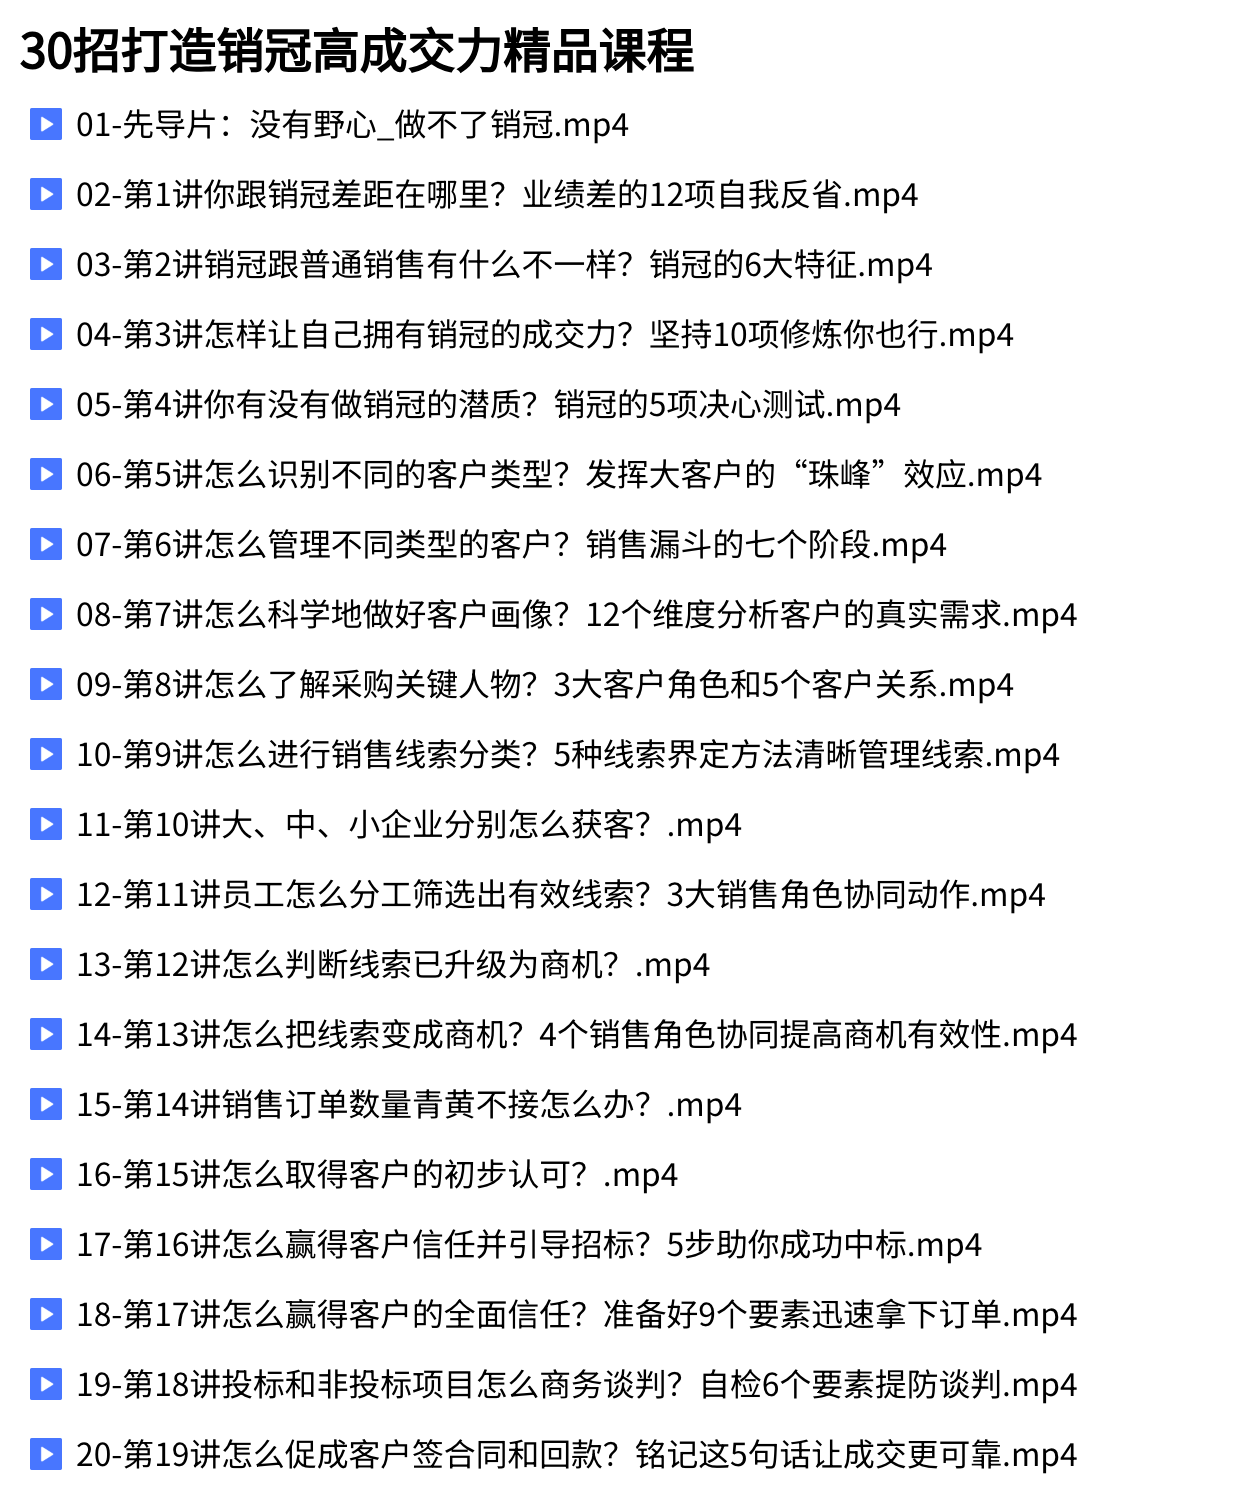 30招打造销冠高成交力精品课程
01-先导片：没有野心_做不了销冠.mp4
02-第1讲你跟销冠差距在哪里？业绩差的12项自我反省.mp4
03-第2讲销冠跟普通销售有什么不一样？销冠的6大特征.mp4
04-第3讲怎样让自己拥有销冠的成交力？坚持10项修炼你也行.mp4
05-第4讲你有没有做销冠的潜质？销冠的5项决心测试.mp4
06-第5讲怎么识别不同的客户类型？发挥大客户的“珠峰”效应.mp4
07-第6讲怎么管理不同类型的客户？销售漏斗的七个阶段.mp4
08-第7讲怎么科学地做好客户画像？12个维度分析客户的真实需求.mp4
09-第8讲怎么了解采购关键人物？3大客户角色和5个客户关系.mp4
10-第9讲怎么进行销售线索分类？5种线索界定方法清晰管理线索.mp4
11-第10讲大、中、小企业分别怎么获客？.mp4
12-第11讲员工怎么分工筛选出有效线索？3大销售角色协同动作.mp4
13-第12讲怎么判断线索已升级为商机？.mp4
14-第13讲怎么把线索变成商机？4个销售角色协同提高商机有效性.mp4
15-第14讲销售订单数量青黄不接怎么办？.mp4
16-第15讲怎么取得客户的初步认可？.mp4
17-第16讲怎么赢得客户信任并引导招标？5步助你成功中标.mp4
18-第17讲怎么赢得客户的全面信任？准备好9个要素迅速拿下订单.mp4
19-第18讲投标和非投标项目怎么商务谈判？自检6个要素提防谈判.mp4
20-第19讲怎么促成客户签合同和回款？铭记这5句话让成交更可靠.mp4